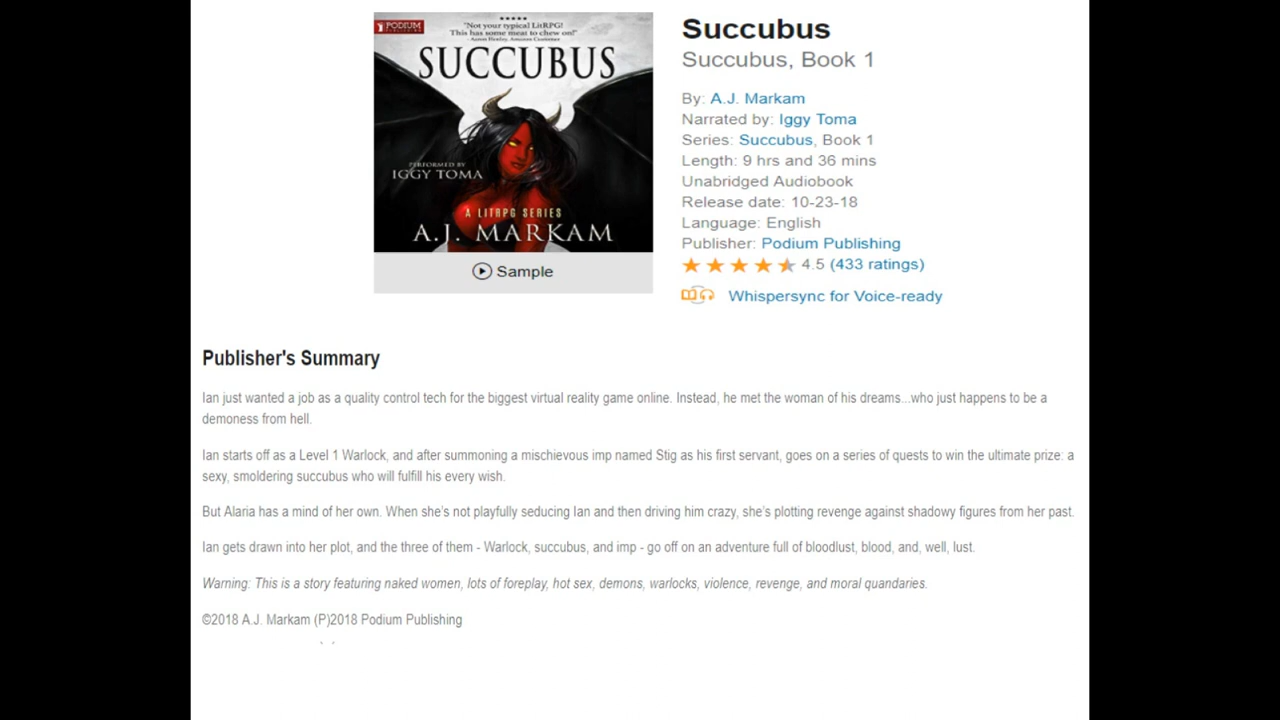 PODIUM
"Not your typical LitRPG!
This has some meat to chew on!"
SUCCUBUS
PERFORMED BY
IGGY TOMA
A LITRPG SERIES
A.J. MARKAM
Sample
Succubus
Succubus, Book 1
By: A.J. Markam
Narrated by: Iggy Toma
Series: Succubus, Book 1
Length: 9 hrs and 36 mins
Unabridged Audiobook
Release date: 10-23-18
Language: English
Publisher: Podium Publishing
4.5 (433 ratings)
Whispersync for Voice-ready
Publisher's Summary
Ian just wanted a job as a quality control tech for the biggest virtual reality game online. Instead, he met the woman of his dreams...who just happens to be a
demoness from hell.
Ian starts off as a Level 1 Warlock, and after summoning a mischievous imp named Stig as his first servant, goes on a series of quests to win the ultimate prize: a
sexy, smoldering succubus who will fulfill his every wish.
But Alaria has a mind of her own. When she's not playfully seducing Ian and then driving him crazy, she's plotting revenge against shadowy figures from her past.
Ian gets drawn into her plot, and the three of them - Warlock, succubus, and imp - go off on an adventure full of bloodlust, blood, and, well, lust.
Warning: This is a story featuring naked women, lots of foreplay, hot sex, demons, warlocks, violence, revenge, and moral quandaries.
©2018 A.J. Markam (P)2018 Podium Publishing